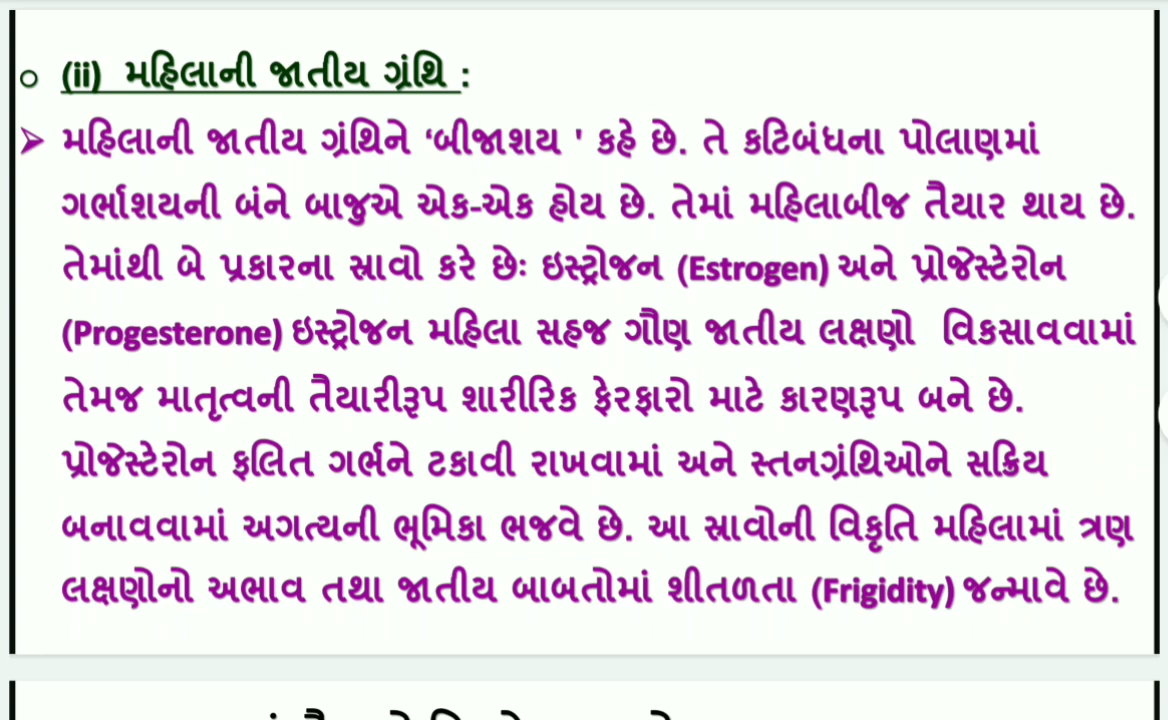 (ii) મહિલાની જાતીય ગ્રંથિ :
મહિલાની જાતીય ગ્રંથિને ‘બીજાશય ' કહે છે. તે કટિબંધના પોલાણમાં
ગર્ભાશયની બંને બાજુએ એક-એક હોય છે. તેમાં મહિલાબીજ તૈયાર થાય છે.
તેમાંથી બે પ્રકારના સ્રાવો કરે છેઃ ઇસ્ટ્રોજન (Estrogen) અને પ્રોજેસ્ટેરોન
(Progesterone) ઇસ્ટ્રોજન મહિલા સહજ ગૌણ જાતીય લક્ષણો વિકસાવવામાં
તેમજ માતૃત્વની તૈયારીરૂપ શારીરિક ફેરફારો માટે કારણરૂપ બને છે.
પ્રોજેસ્ટેરોન ફલિત ગર્ભને ટકાવી રાખવામાં અને સ્તનગ્રંથિઓને સક્રિય
બનાવવામાં અગત્યની ભૂમિકા ભજવે છે. આ સ્રાવોની વિકૃતિ મહિલામાં ત્રણ
લક્ષણોનો અભાવ તથા જાતીય બાબતોમાં શીતળતા (Frigidity) જન્માવે છે.